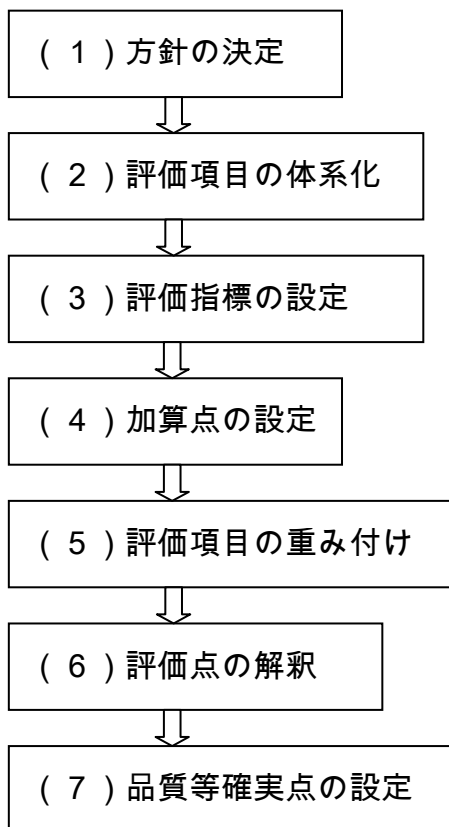 (1)方針の決定
(2)評価項目の体系化
(3)評価指標の設定
(4)加算点の設定
(5)評価項目の重み付け
(6)評価点の解釈
(7)品質等確実点の設定